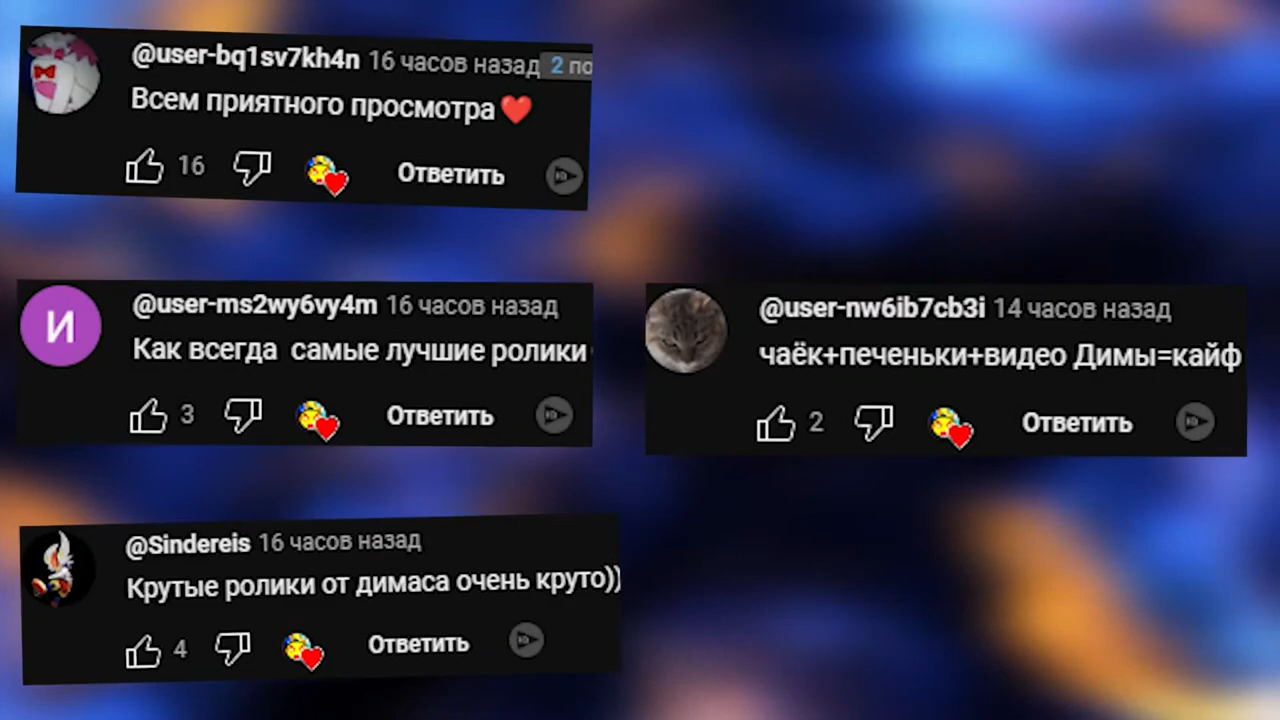 @user-bq1sv7kh4n 16 часов назад 2 по
Всем приятного просмотра❤️
16 Ответить
И
@user-ms2wy6vy4m 16 часов назад
Как всегда самые лучшие ролики
3 Ответить
@user-nw6ib7cb3i 14 часов назад
чаёк+печеньки+видео Димы=кайф
2 Ответить
@Sindereis 16 часов назад
Крутые ролики от димаса очень круто))
4 Ответить